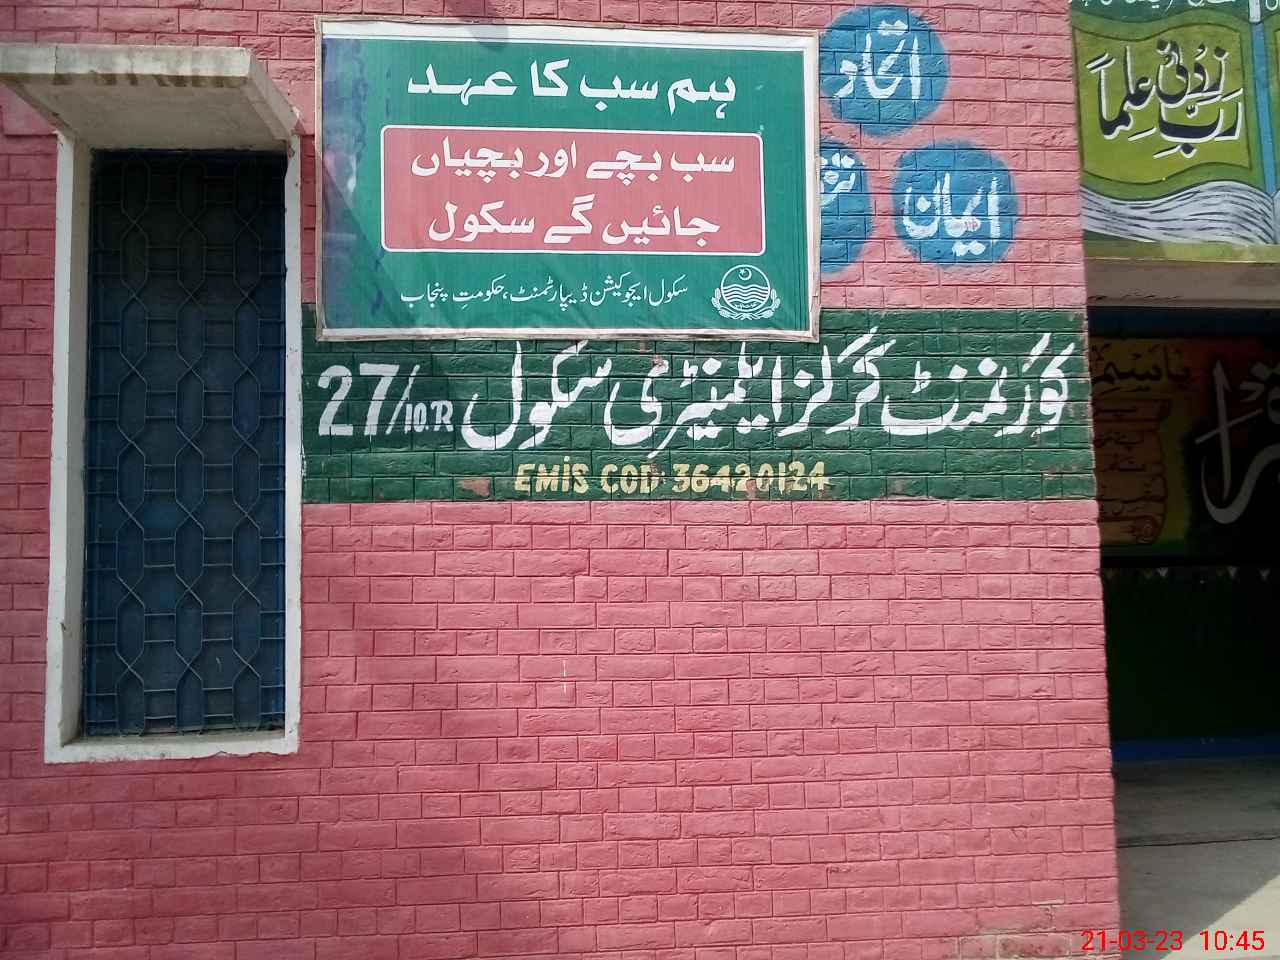 ہم سب کا عہد
سب بچے اور بچیاں
جائیں گے سکول
سکول ایجوکیشن ڈیپارٹمنٹ، حکومتِ پنجاب
اتحاد
ایمان
رَبِّ زِدْنِی عِلْمَاً
گورنمنٹ گرلز ایلیمنٹری سکول 27/10.R
EMiS COD: 36420124
اقرا
21-03-23 10:45